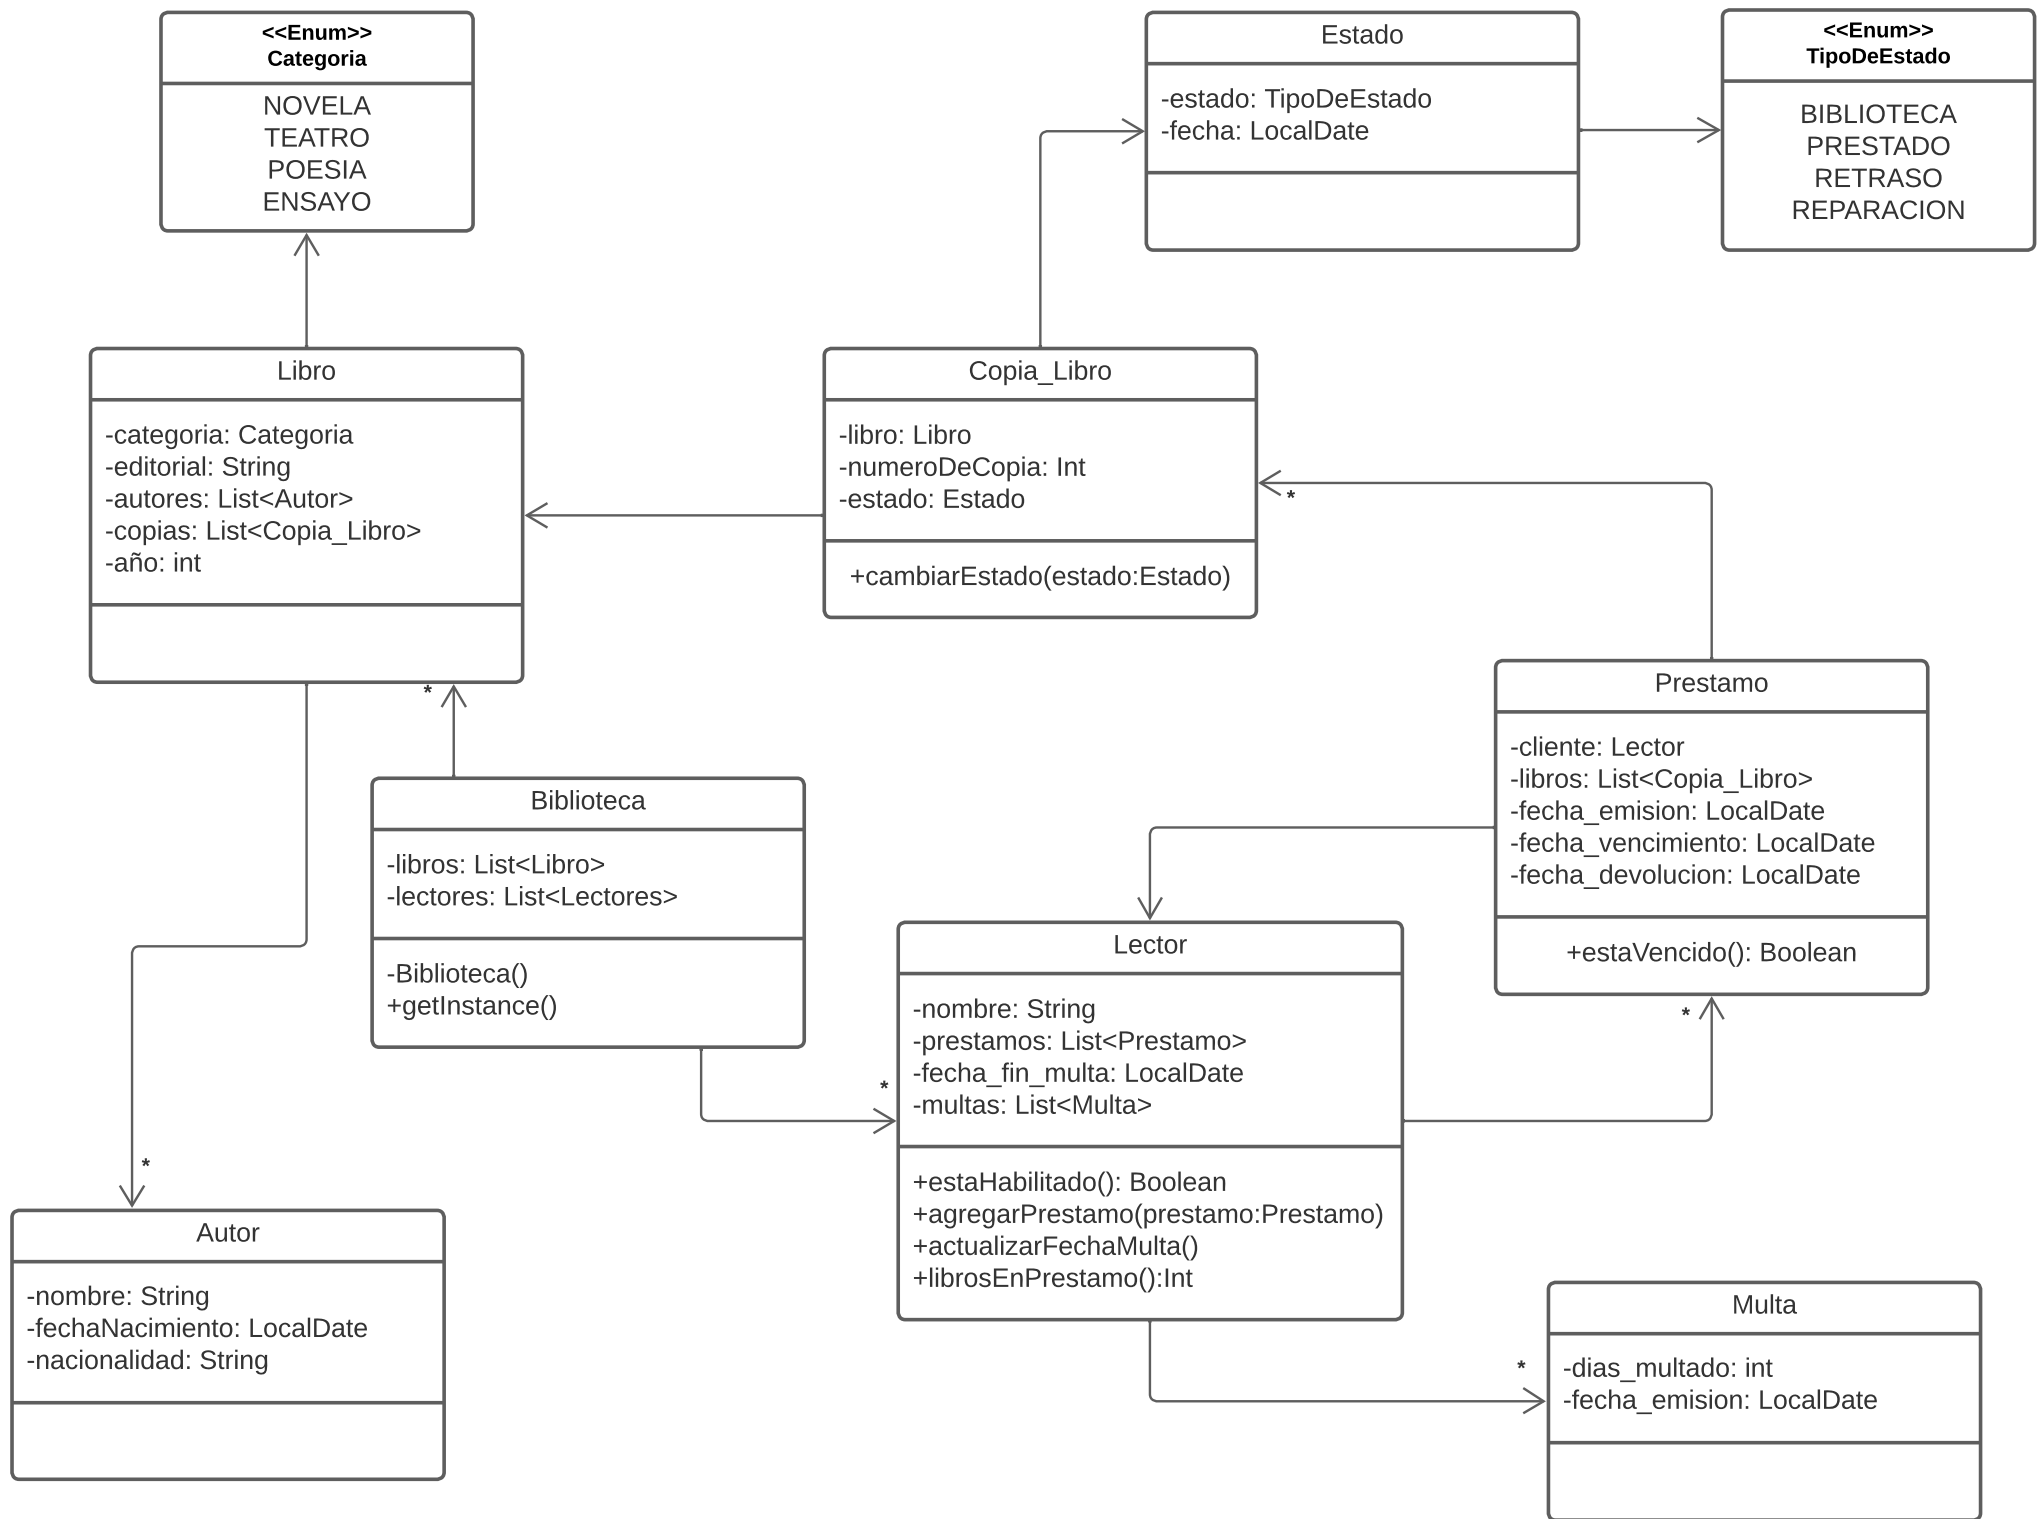 <<Enum>>
Categoria
NOVELA
TEATRO
POESIA
ENSAYO
Estado
-estado: TipoDeEstado
-fecha: LocalDate
<<Enum>>
TipoDeEstado
BIBLIOTECA
PRESTADO
RETRASO
REPARACION
Libro
-categoria: Categoria
-editorial: String
-autores: List<Autor>
-copias: List<Copia_Libro>
-año: int
*
Copia_Libro
-libro: Libro
-numeroDeCopia: Int
-estado: Estado
+cambiarEstado(estado:Estado)
*
Prestamo
-cliente: Lector
-libros: List<Copia_Libro>
-fecha_emision: LocalDate
-fecha_vencimiento: LocalDate
-fecha_devolucion: LocalDate
+estaVencido(): Boolean
*
Biblioteca
-libros: List<Libro>
-lectores: List<Lectores>
-Biblioteca()
+getInstance()
*
Lector
-nombre: String
-prestamos: List<Prestamo>
-fecha_fin_multa: LocalDate
-multas: List<Multa>
+estaHabilitado(): Boolean
+agregarPrestamo(prestamo:Prestamo)
+actualizarFechaMulta()
+librosEnPrestamo():Int
*
Autor
-nombre: String
-fechaNacimiento: LocalDate
-nacionalidad: String
*
Multa
-dias_multado: int
-fecha_emision: LocalDate